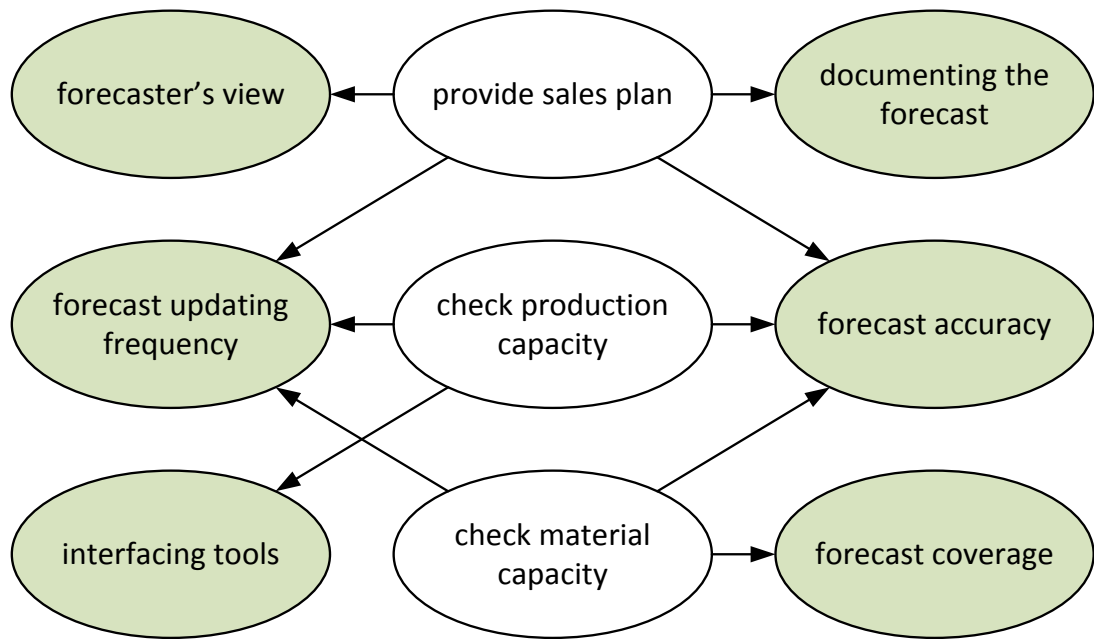 forecaster’s view
provide sales plan
documenting the
forecast
forecast updating
frequency
check production
capacity
forecast accuracy
interfacing tools
check material
capacity
forecast coverage